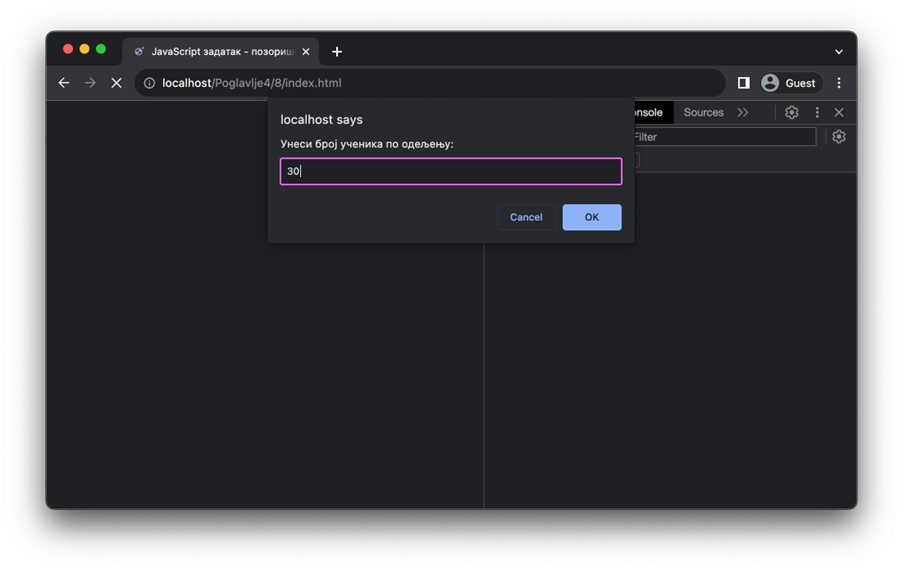 JavaScript задатак - позориш
localhost/Poglavlje4/8/index.html
Guest
localhost says
Унеси број ученика по одељењу:
30
Cancel
OK
nsole
Sources
Filter